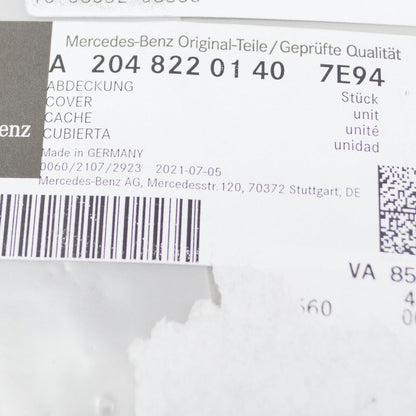 Mercedes-Benz Original-Teile/Geprüfte Qualität
A 204 822 01 40 7E94
ABDECKUNG
COVER
CACHE
CUBIERTA
Stück
unit
unité
unidad
enz
Made in GERMANY
0060/2107/2923 2021-07-05
Mercedes-Benz AG, Mercedesstr.120, 70372 Stuttgart, DE
VA 85
4
560